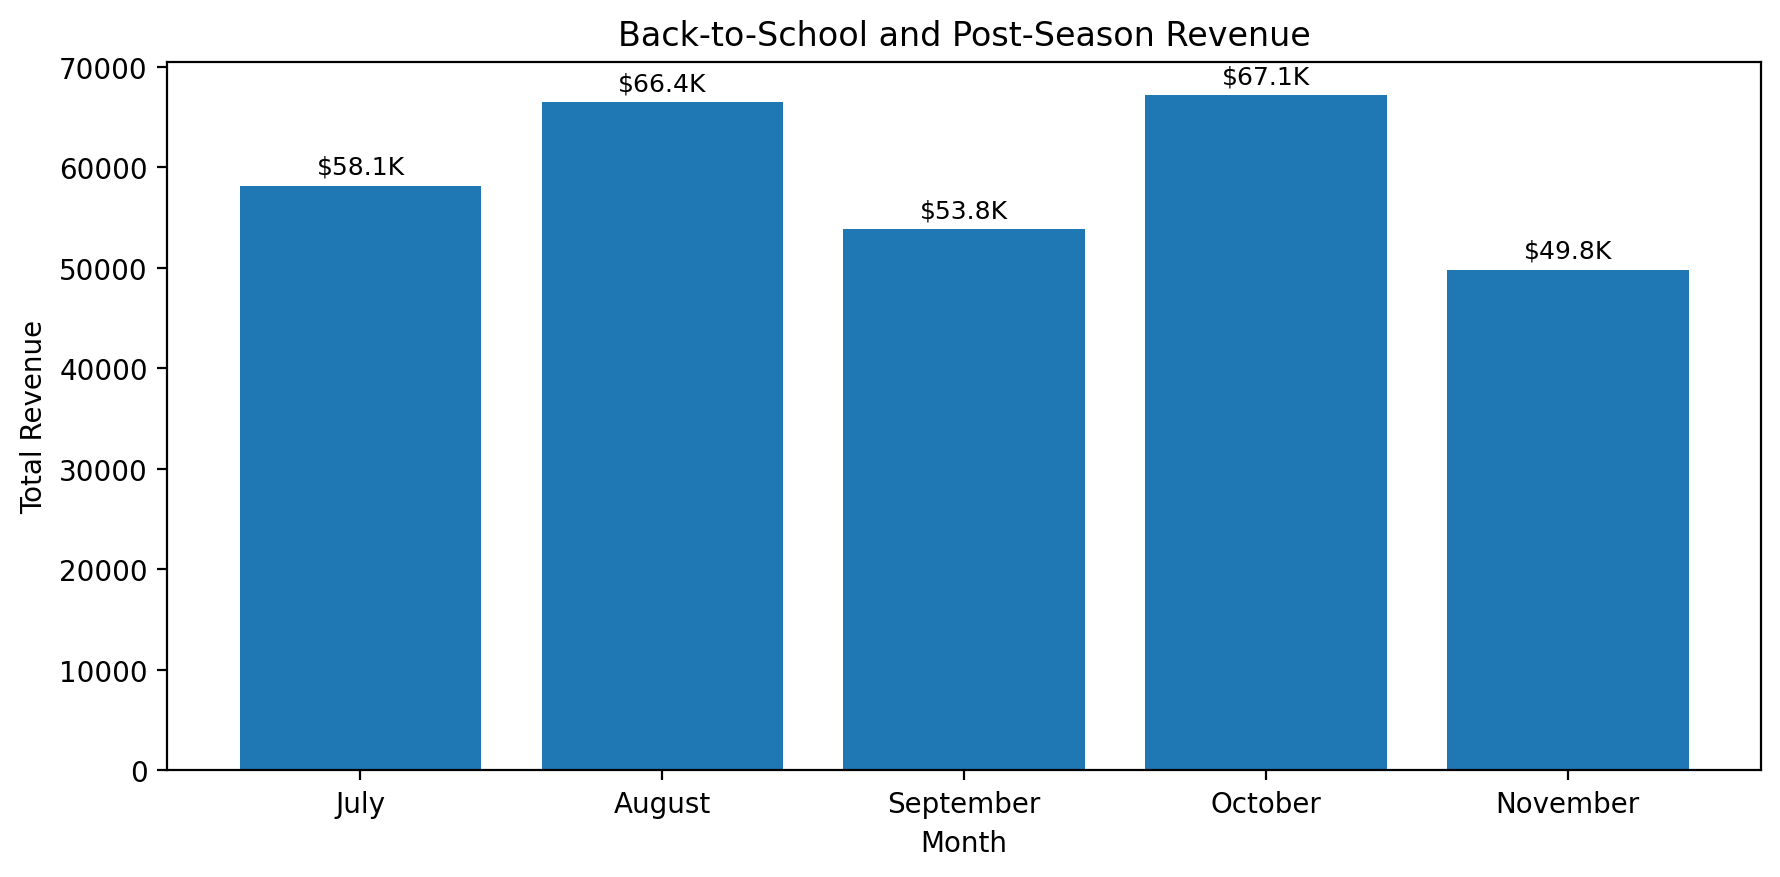 Back-to-School and Post-Season Revenue
70000
60000
50000
40000
30000
20000
10000
0
Total Revenue
$58.1K
$66.4K
$53.8K
$67.1K
$49.8K
July
August
September
October
November
Month